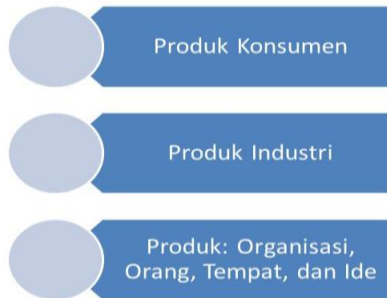 Produk Konsumen
Produk Industri
Produk: Organisasi,
Orang, Tempat, dan Ide